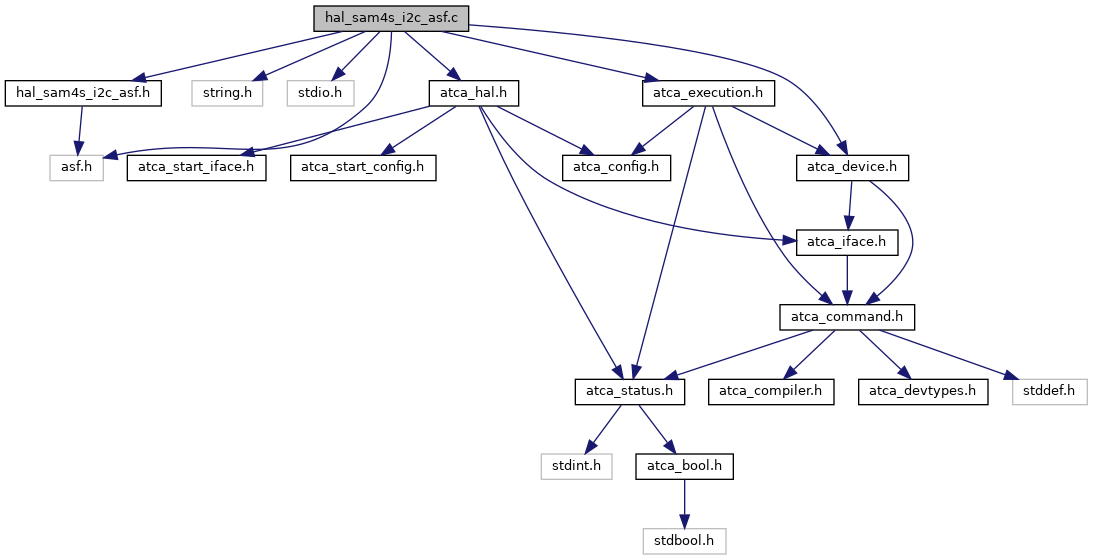 hal_sam4s_i2c_asf.c
hal_sam4s_i2c_asf.h
string.h
stdio.h
atca_hal.h
atca_execution.h
asf.h
atca_start_iface.h
atca_start_config.h
atca_config.h
atca_device.h
atca_iface.h
atca_command.h
atca_status.h
atca_compiler.h
atca_devtypes.h
stddef.h
stdint.h
atca_bool.h
stdbool.h